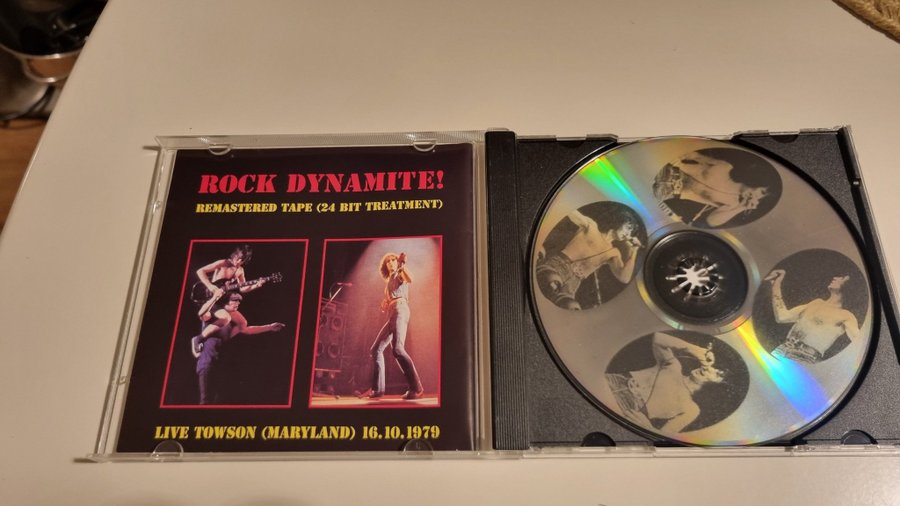 ROCK DYNAMITE!
REMASTERED TAPE (24 BIT TREATMENT)
LIVE TOWSON (MARYLAND) 16.10.1979